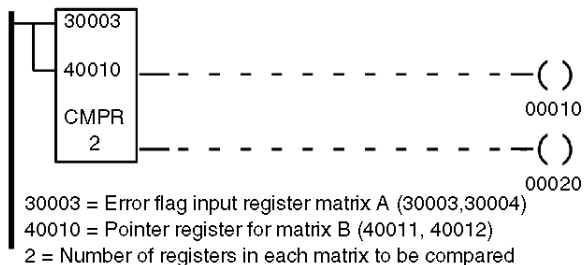 30003
40010
CMPR
2
00010
00020
30003 = Error flag input register matrix A (30003,30004)
40010 = Pointer register for matrix B (40011, 40012)
2 = Number of registers in each matrix to be compared